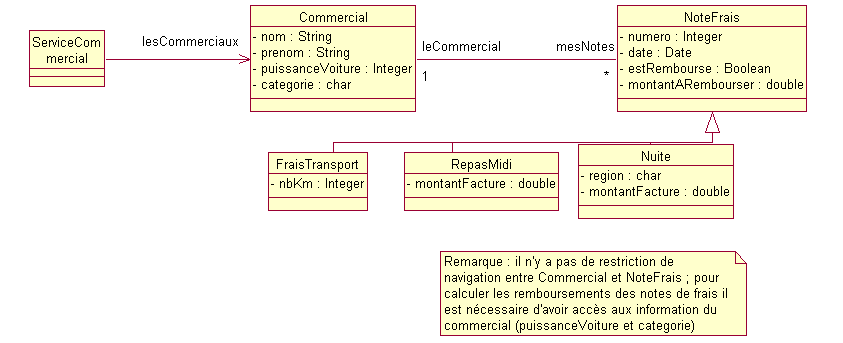 ServiceCom
mercial
lesCommerciaux
Commercial
- nom : String
- prenom : String
- puissanceVoiture : Integer
- categorie : char
leCommercial
1
mesNotes
*
NoteFrais
- numero : Integer
- date : Date
- estRembourse : Boolean
- montantARembourser : double
FraisTransport
- nbKm : Integer
RepasMidi
- montantFacture : double
Nuite
- region : char
- montantFacture : double
Remarque : il n'y a pas de restriction de
navigation entre Commercial et NoteFrais ; pour
calculer les remboursements des notes de frais il
est nécessaire d'avoir accès aux information du
commercial (puissanceVoiture et categorie)